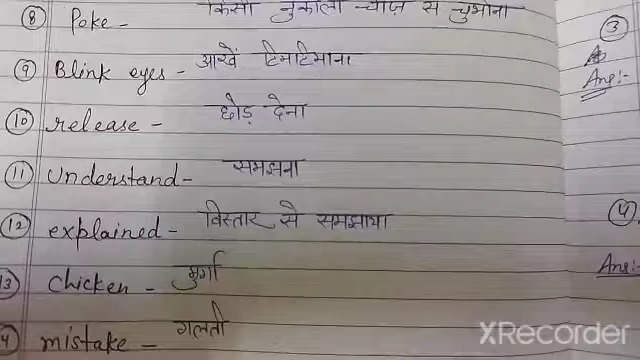 ⑧ Poke - किसी नुकीली चीज़ से चुभोना
⑨ Blink eyes - आखें टिमटिमाना
⑩ release - छोड़ देना
⑪ Understand - समझना
⑫ explained - विस्तार से समझाया
13 Chicken - मुर्गा
mistake - गलती
③
Ans:-
④
Ans:-
XRecorder